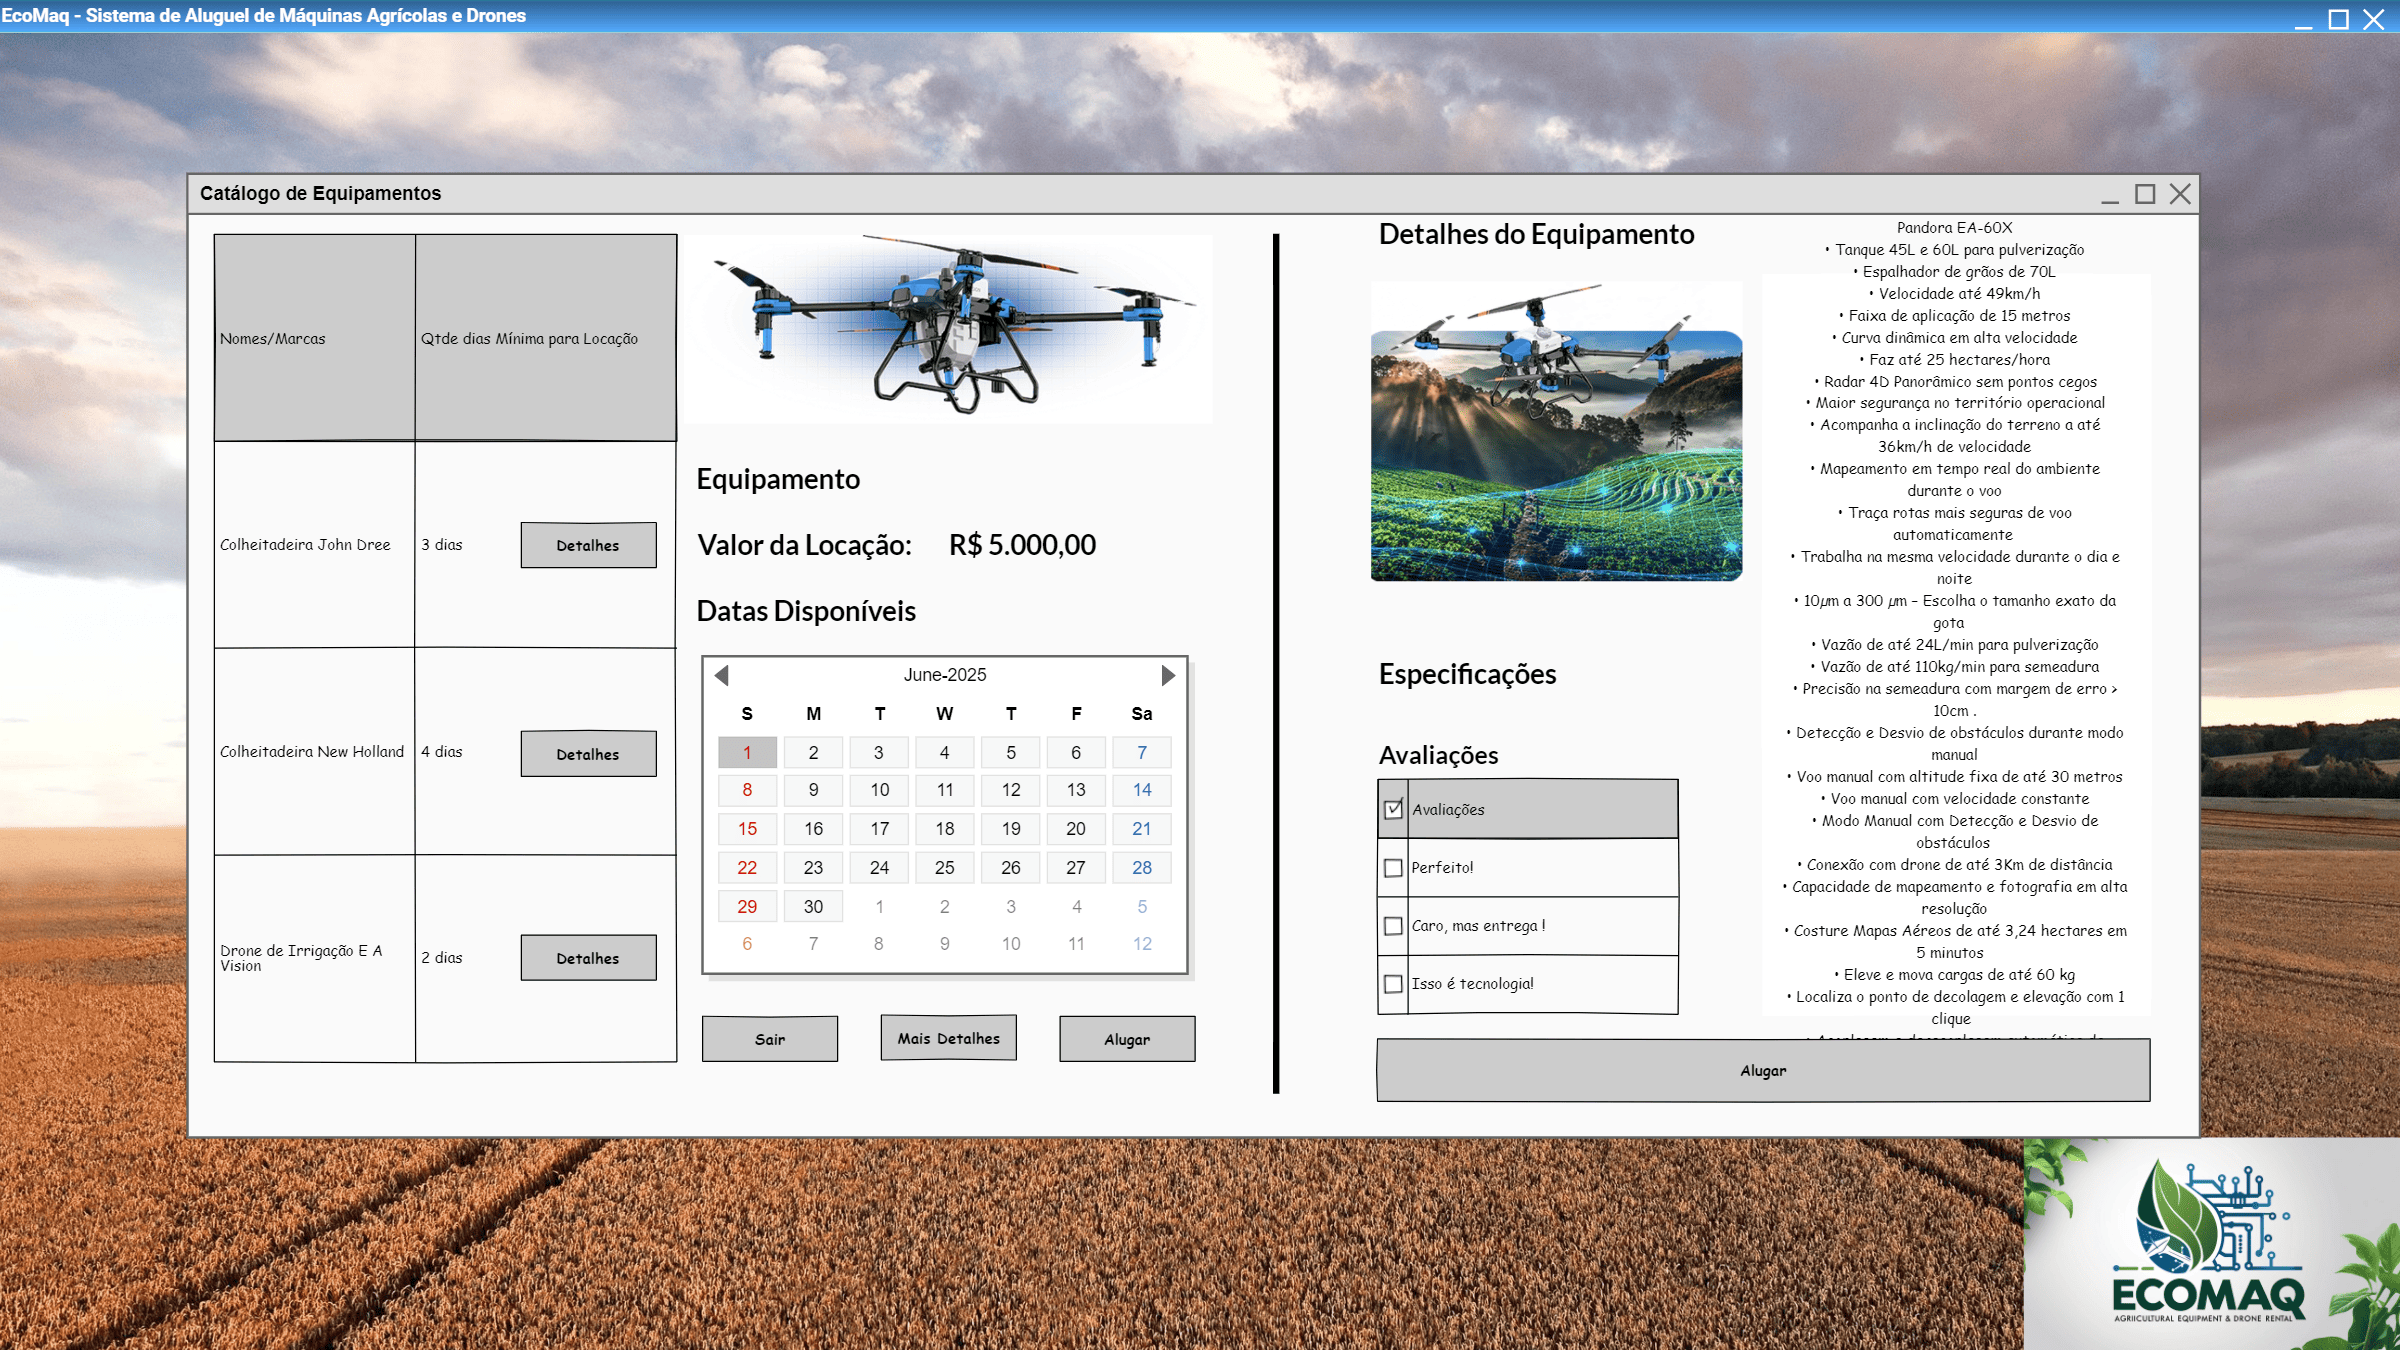 EcoMaq - Sistema de Aluguel de Máquinas Agrícolas e Drones
Catálogo de Equipamentos
Nomes/Marcas
Qtde dias Mínima para Locação
Colheitadeira John Dree
3 dias
Detalhes
Colheitadeira New Holland
4 dias
Detalhes
Drone de Irrigação E A
Vision
2 dias
Detalhes
Equipamento
Valor da Locação: R$ 5.000,00
Datas Disponíveis
June-2025
S M T W T F Sa
1 2 3 4 5 6 7
8 9 10 11 12 13 14
15 16 17 18 19 20 21
22 23 24 25 26 27 28
29 30 1 2 3 4 5
6 7 8 9 10 11 12
Sair
Mais Detalhes
Alugar
Detalhes do Equipamento
Especificações
Avaliações
Avaliações
Perfeito!
Caro, mas entrega !
Isso é tecnologia!
Pandora EA-60X
• Tanque 45L e 60L para pulverização
• Espalhador de grãos de 70L
• Velocidade até 49km/h
• Faixa de aplicação de 15 metros
• Curva dinâmica em alta velocidade
• Faz até 25 hectares/hora
• Radar 4D Panorâmico sem pontos cegos
• Maior segurança no território operacional
• Acompanha a inclinação do terreno a até
36km/h de velocidade
• Mapeamento em tempo real do ambiente
durante o voo
• Traça rotas mais seguras de voo
automaticamente
• Trabalha na mesma velocidade durante o dia e
noite
• 10µm a 300 µm – Escolha o tamanho exato da
gota
• Vazão de até 24L/min para pulverização
• Vazão de até 110kg/min para semeadura
• Precisão na semeadura com margem de erro >
10cm .
• Detecção e Desvio de obstáculos durante modo
manual
• Voo manual com altitude fixa de até 30 metros
• Voo manual com velocidade constante
• Modo Manual com Detecção e Desvio de
obstáculos
• Conexão com drone de até 3Km de distância
• Capacidade de mapeamento e fotografia em alta
resolução
• Costure Mapas Aéreos de até 3,24 hectares em
5 minutos
• Eleve e mova cargas de até 60 kg
• Localiza o ponto de decolagem e elevação com 1
clique
Alugar
ECOMAQ
AGRIICULTURAL EQUIPMENT & DRONE RENTAL